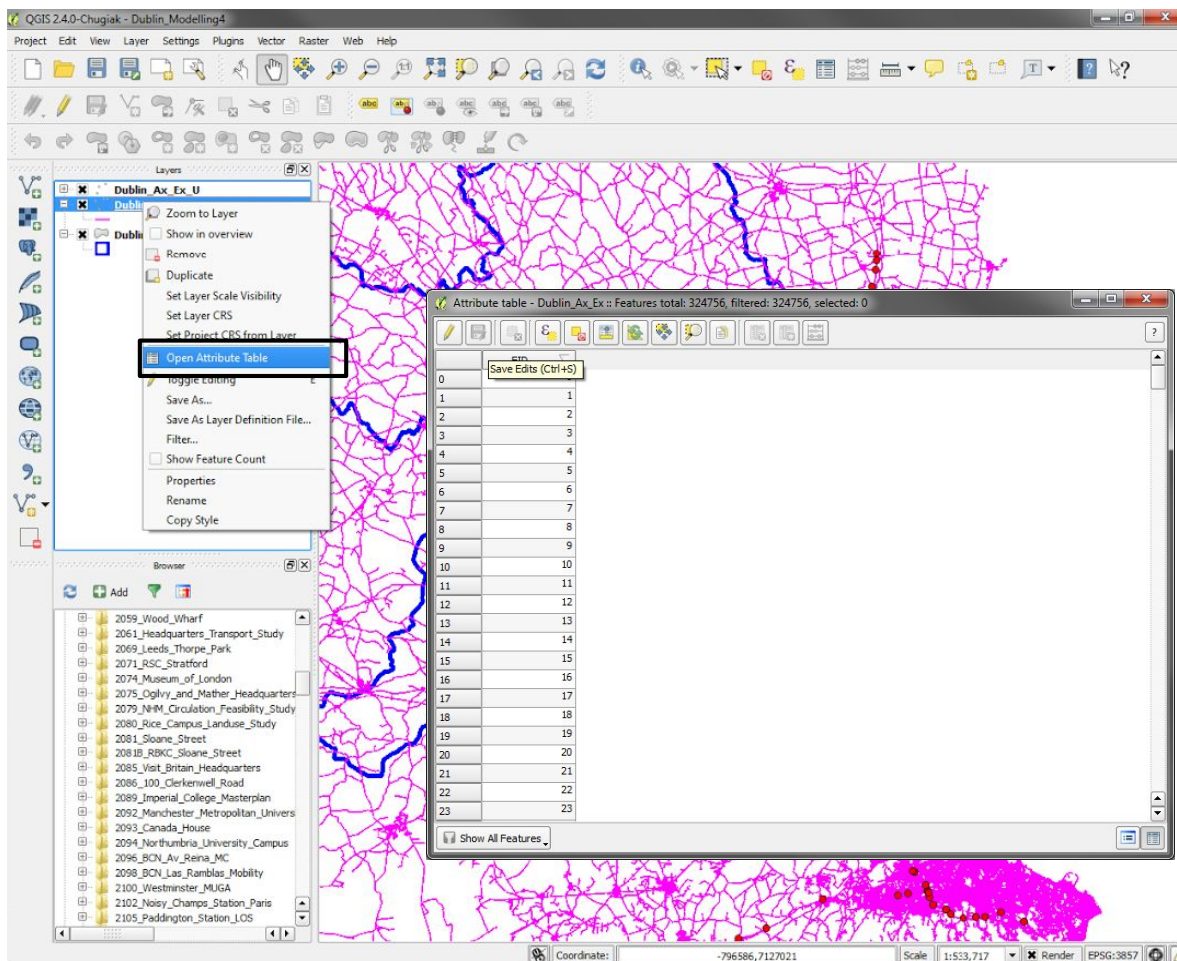 QGIS 2.4.0-Chugiak - Dublin_Modelling4
Project Edit View Layer Settings Plugins Vector Raster Web Help
Layers
Dublin_Ax_Ex_U
Zoom to Layer
Show in overview
Remove
Duplicate
Set Layer Scale Visibility
Set Layer CRS
Set Project CRS from Layer
Open Attribute Table
Toggle Editing E
Save As...
Save As Layer Definition File...
Filter...
Show Feature Count
Properties
Rename
Copy Style
Attribute table - Dublin_Ax_Ex :: Features total: 324756, filtered: 324756, selected: 0
Save Edits (Ctrl+S)
0
1 1
2 2
3 3
4 4
5 5
6 6
7 7
8 8
9 9
10 10
11 11
12 12
13 13
14 14
15 15
16 16
17 17
18 18
19 19
20 20
21 21
22 22
23 23
Show All Features
Browser
Add
2059_Wood_Wharf
2061_Headquarters_Transport_Study
2069_Leeds_Thorpe_Park
2071_RSC_Stratford
2074_Museum_of_London
2075_Ogilvy_and_Mather_Headquarters
2079_NHM_Circulation_Feasibility_Study
2080_Rice_Campus_Landuse_Study
2081_Sloane_Street
2081B_RBKC_Sloane_Street
2085_Visit_Britain_Headquarters
2086_100_Clerkenwell_Road
2089_Imperial_College_Masterplan
2092_Manchester_Metropolitan_Univers
2093_Canada_House
2094_Northumbria_University_Campus
2096_BCN_Av_Reina_MC
2098_BCN_Las_Ramblas_Mobility
2100_Westminster_MUGA
2102_Noisy_Champs_Station_Paris
2105_Paddington_Station_LOS
Coordinate: -796586,7127021 Scale 1:533,717 Render EPSG:3857